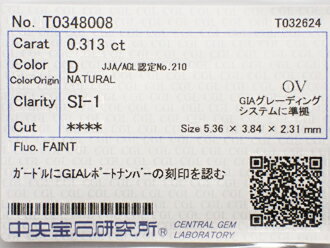 No. T0348008 T032624
Carat 0.313 ct
Color D JJA/AGL認定No.210
ColorOrigin NATURAL
Clarity SI-1 OV
GIAグレーディング
システムに準拠
Cut **** Size 5.36 × 3.84 × 2.31 mm
Fluo. FAINT
ガードルにGIAレポートナンバーの刻印を認む
中央宝石研究所® CENTRAL GEM
LABORATORY